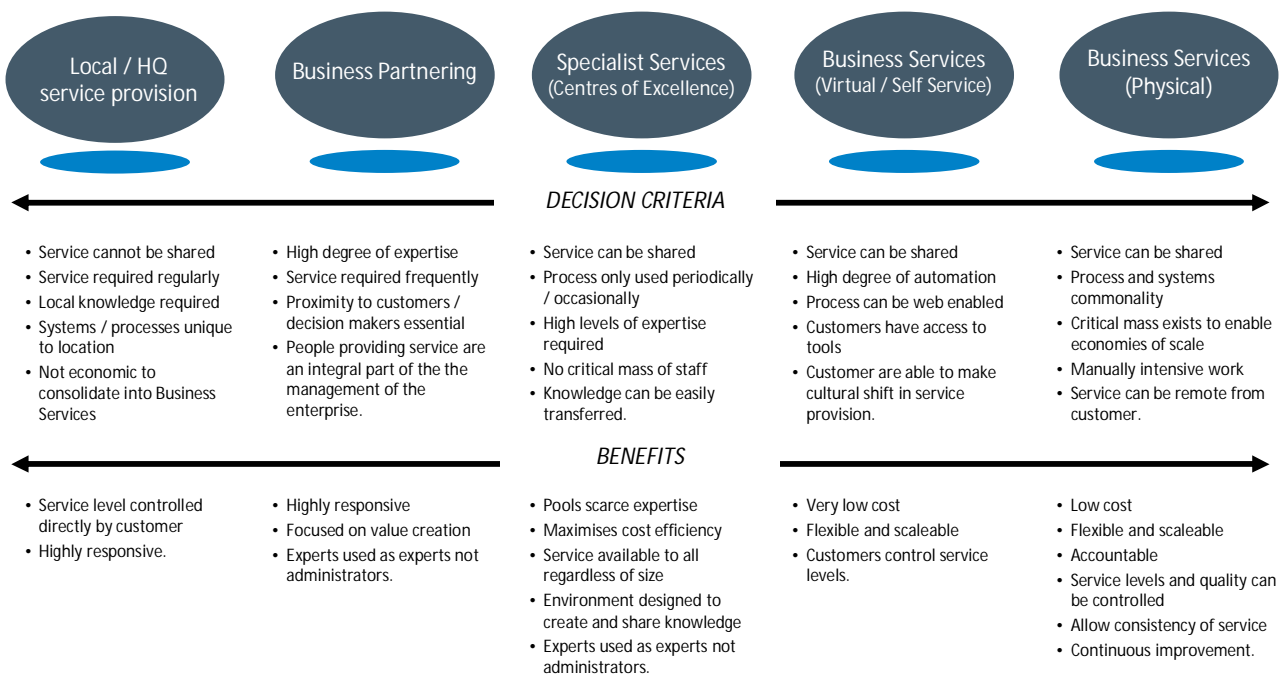 Local / HQ
service provision
Business Partnering
Specialist Services
(Centres of Excellence)
Business Services
(Virtual / Self Service)
Business Services
(Physical)
DECISION CRITERIA
• Service cannot be shared
• Service required regularly
• Local knowledge required
• Systems / processes unique
to location
• Not economic to
consolidate into Business
Services
• High degree of expertise
• Service required frequently
• Proximity to customers /
decision makers essential
• People providing service are
an integral part of the the
management of the
enterprise.
• Service can be shared
• Process only used periodically
/ occasionally
• High levels of expertise
required
• No critical mass of staff
• Knowledge can be easily
transferred.
• Service can be shared
• High degree of automation
• Process can be web enabled
• Customers have access to
tools
• Customer are able to make
cultural shift in service
provision.
• Service can be shared
• Process and systems
commonality
• Critical mass exists to enable
economies of scale
• Manually intensive work
• Service can be remote from
customer.
BENEFITS
• Service level controlled
directly by customer
• Highly responsive.
• Highly responsive
• Focused on value creation
• Experts used as experts not
administrators.
• Pools scarce expertise
• Maximises cost efficiency
• Service available to all
regardless of size
• Environment designed to
create and share knowledge
• Experts used as experts not
administrators.
• Very low cost
• Flexible and scaleable
• Customers control service
levels.
• Low cost
• Flexible and scaleable
• Accountable
• Service levels and quality can
be controlled
• Allow consistency of service
• Continuous improvement.